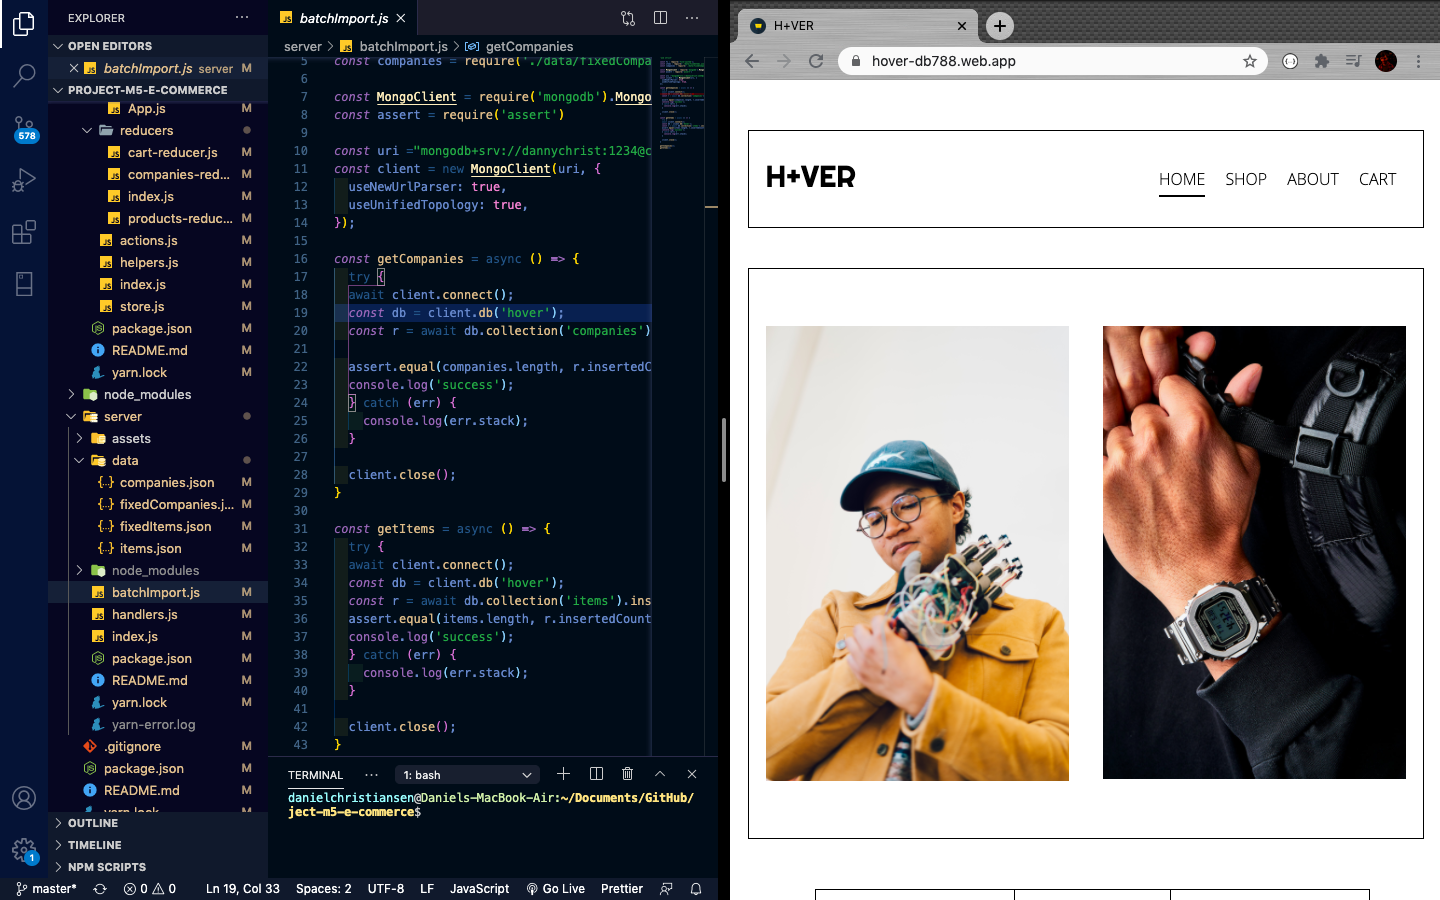 EXPLORER
OPEN EDITORS
batchImport.js server M
PROJECT-M5-E-COMMERCE
App.js M
reducers
cart-reducer.js M
companies-red... M
index.js M
products-reduc... M
actions.js M
helpers.js M
index.js M
store.js M
package.json M
README.md M
yarn.lock M
node_modules
server
assets
data
companies.json M
fixedCompanies.j... M
fixedItems.json M
items.json M
node_modules
batchImport.js M
handlers.js M
index.js M
package.json M
README.md M
yarn.lock M
yarn-error.log
.gitignore M
package.json M
README.md M
yarn.lock M
OUTLINE
TIMELINE
NPM SCRIPTS
578
1
batchImport.js
server > batchImport.js > getCompanies
5 const companies = require('./data/fixedCompa
6
7 const MongoClient = require('mongodb').Mongo
8 const assert = require('assert')
9
10 const uri ="mongodb+srv://dannychrist:1234@c
11 const client = new MongoClient(uri, {
12 useNewUrlParser: true,
13 useUnifiedTopology: true,
14 });
15
16 const getCompanies = async () => {
17 try {
18 await client.connect();
19 const db = client.db('hover');
20 const r = await db.collection('companies')
21
22 assert.equal(companies.length, r.insertedC
23 console.log('success');
24 } catch (err) {
25 console.log(err.stack);
26 }
27
28 client.close();
29 }
30
31 const getItems = async () => {
32 try {
33 await client.connect();
34 const db = client.db('hover');
35 const r = await db.collection('items').ins
36 assert.equal(items.length, r.insertedCount
37 console.log('success');
38 } catch (err) {
39 console.log(err.stack);
40 }
41
42 client.close();
43 }
TERMINAL ··· 1: bash
danielchristiansen@Daniels-MacBook-Air:~/Documents/GitHub/
ject-m5-e-commerce$
master* 0 0 Ln 19, Col 33 Spaces: 2 UTF-8 LF JavaScript Go Live Prettier
H+VER
hover-db788.web.app
H+VER
HOME SHOP ABOUT CART